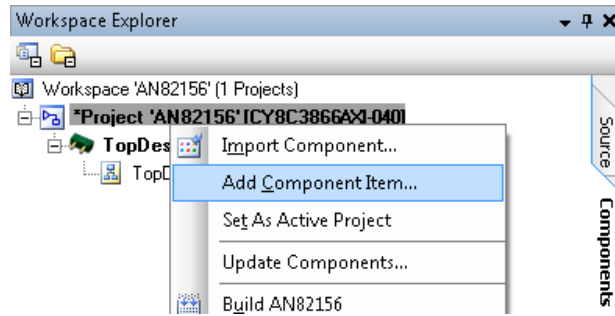 Workspace Explorer
Workspace 'AN82156' (1 Projects)
*Project 'AN82156' [CY8C3866AXI-040]
TopDes
TopD
Import Component...
Add Component Item...
Set As Active Project
Update Components...
Build AN82156
Source
Components